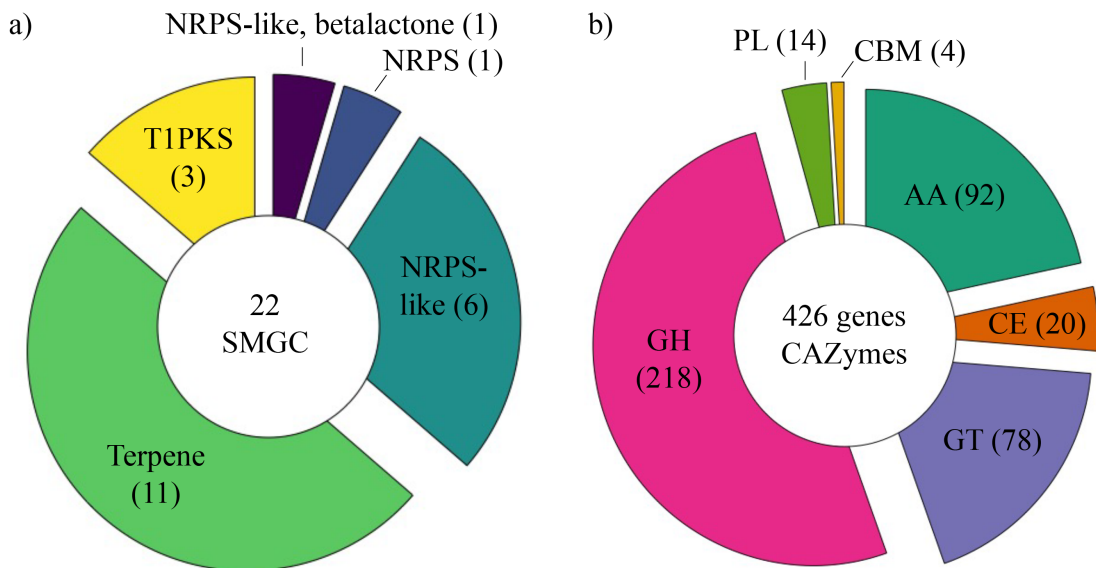 a)
NRPS-like, betalactone (1)
NRPS (1)
T1PKS
(3)
NRPS-
like (6)
22
SMGC
Terpene
(11)
b)
PL (14)
CBM (4)
AA (92)
CE (20)
426 genes
CAZymes
GH
(218)
GT (78)